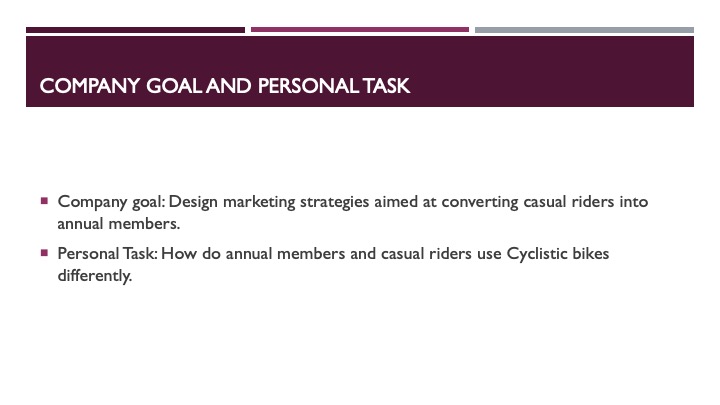 COMPANY GOAL AND PERSONAL TASK
Company goal: Design marketing strategies aimed at converting casual riders into
annual members.
Personal Task: How do annual members and casual riders use Cyclistic bikes
differently.